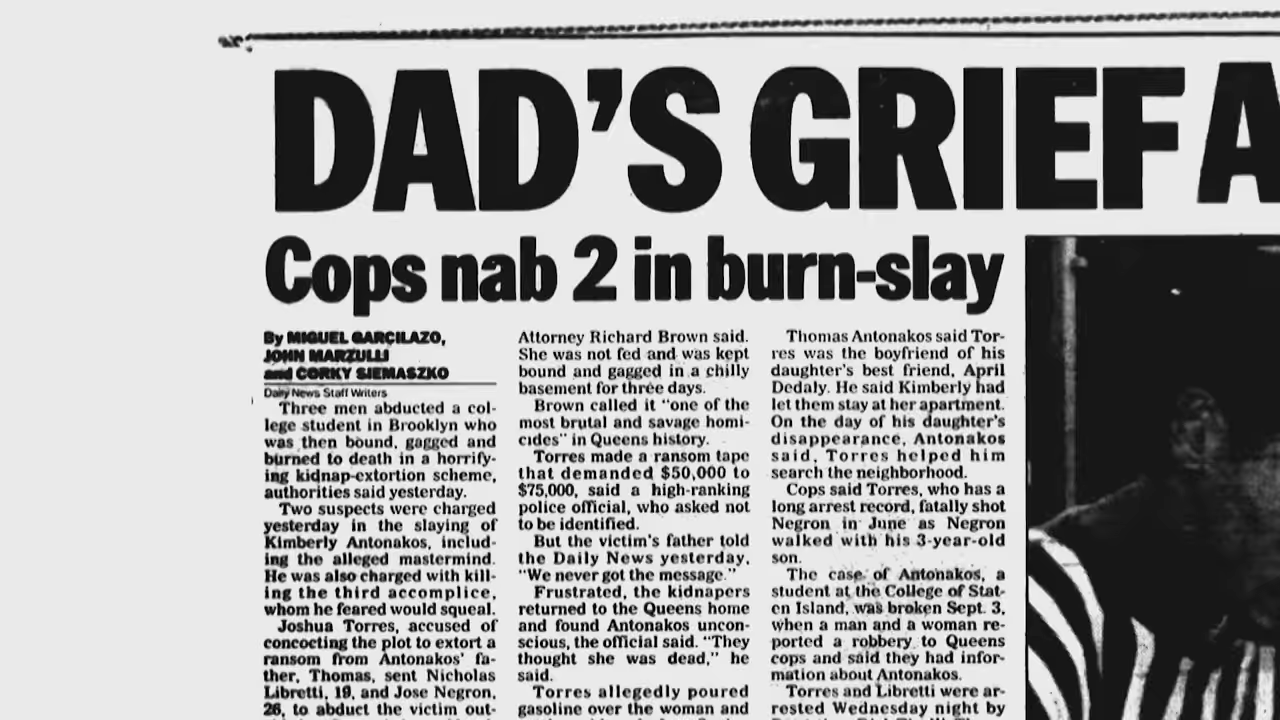 DAD'S GRIEF A
Cops nab 2 in burn-slay
By MIGUEL GARCILAZO,
JOHN MARZULLI
and CORKY SIEMASZKO
Daily News Staff Writers
Three men abducted a col-
lege student in Brooklyn who
was then bound, gagged and
burned to death in a horrify-
ing kidnap-extortion scheme,
authorities said yesterday.
Two suspects were charged
yesterday in the slaying of
Kimberly Antonakos, includ-
ing the alleged mastermind.
He was also charged with kill-
ing the third accomplice,
whom he feared would squeal.
Joshua Torres, accused of
concocting the plot to extort a
ransom from Antonakos' fa-
ther, Thomas, sent Nicholas
Libretti, 19, and Jose Negron,
26, to abduct the victim out-
Attorney Richard Brown said.
She was not fed and was kept
bound and gagged in a chilly
basement for three days.
Brown called it "one of the
most brutal and savage homi-
cides" in Queens history.
Torres made a ransom tape
that demanded $50,000 to
$75,000, said a high-ranking
police official, who asked not
to be identified.
But the victim's father told
the Daily News yesterday,
"We never got the message."
Frustrated, the kidnapers
returned to the Queens home
and found Antonakos uncon-
scious, the official said. "They
thought she was dead," he
said.
Torres allegedly poured
gasoline over the woman and
Thomas Antonakos said Tor-
res was the boyfriend of his
daughter's best friend, April
Dedaly. He said Kimberly had
let them stay at her apartment.
On the day of his daughter's
disappearance, Antonakos
said, Torres helped him
search the neighborhood.
Cops said Torres, who has a
long arrest record, fatally shot
Negron in June as Negron
walked with his 3-year-old
son.
The case of Antonakos, a
student at the College of Stat-
en Island, was broken Sept. 3,
when a man and a woman re-
ported a robbery to Queens
cops and said they had infor-
mation about Antonakos.
Torres and Libretti were ar-
rested Wednesday night by